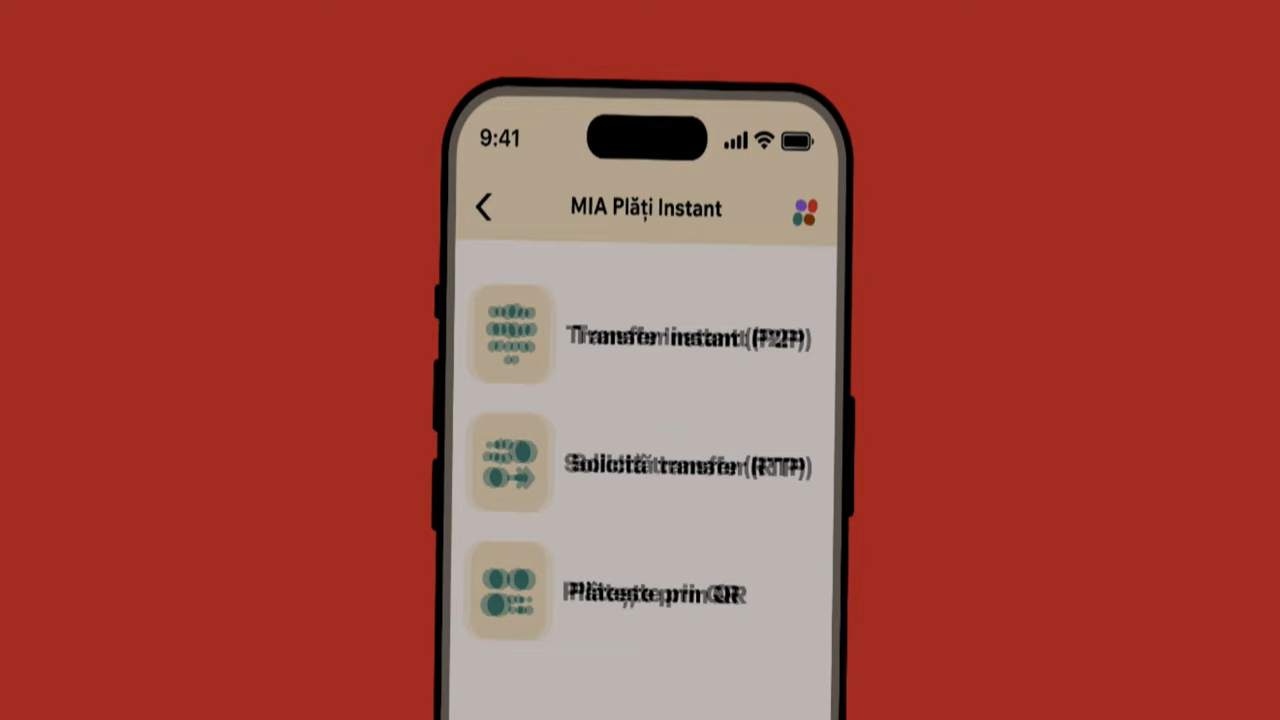 9:41
MIA Plăți Instant
Transfer instant (P2P)
Solicită transfer (RTP)
Plătește prin QR